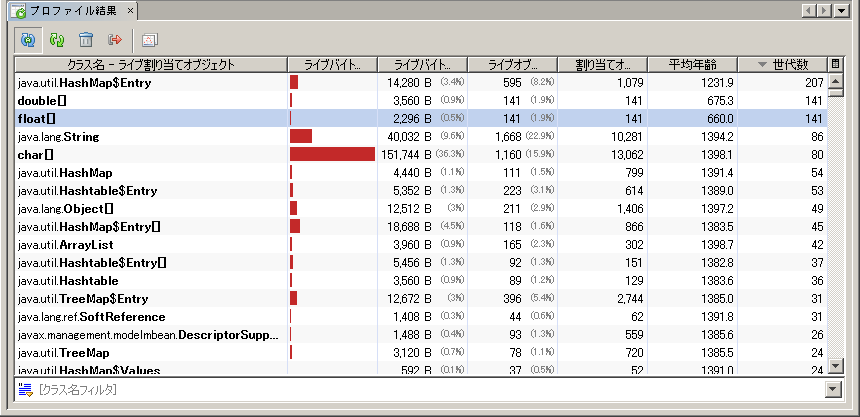 プロファイル結果
クラス名 - ライブ割り当てオブジェクト ライブバイト... ライブバイト... ライブオブ... 割り当てオ... 平均年齢 世代数
java.util.HashMap$Entry 14,280 B (3.4%) 595 (8.2%) 1,079 1231.9 207
double[] 3,560 B (0.9%) 141 (1.9%) 141 675.3 141
float[] 2,296 B (0.5%) 141 (1.9%) 141 660.0 141
java.lang.String 40,032 B (9.6%) 1,668 (22.9%) 10,281 1394.2 86
char[] 151,744 B (36.3%) 1,160 (15.9%) 13,062 1398.1 80
java.util.HashMap 4,440 B (1.1%) 111 (1.5%) 799 1391.4 54
java.util.Hashtable$Entry 5,352 B (1.3%) 223 (3.1%) 614 1389.0 53
java.lang.Object[] 12,512 B (3%) 211 (2.9%) 1,406 1397.2 49
java.util.HashMap$Entry[] 18,688 B (4.5%) 118 (1.6%) 866 1383.5 45
java.util.ArrayList 3,960 B (0.9%) 165 (2.3%) 302 1398.7 42
java.util.Hashtable$Entry[] 5,456 B (1.3%) 92 (1.3%) 151 1382.8 37
java.util.Hashtable 3,560 B (0.9%) 89 (1.2%) 129 1383.6 36
java.util.TreeMap$Entry 12,672 B (3%) 396 (5.4%) 2,744 1385.0 31
java.lang.ref.SoftReference 1,408 B (0.3%) 44 (0.6%) 62 1391.8 31
javax.management.modelmbean.DescriptorSupp... 1,488 B (0.4%) 93 (1.3%) 559 1385.6 26
java.util.TreeMap 3,120 B (0.7%) 78 (1.1%) 720 1385.5 24
java.util.HashMap$Values 592 B (0.1%) 37 (0.5%) 52 1391.0 24
[クラス名フィルタ]